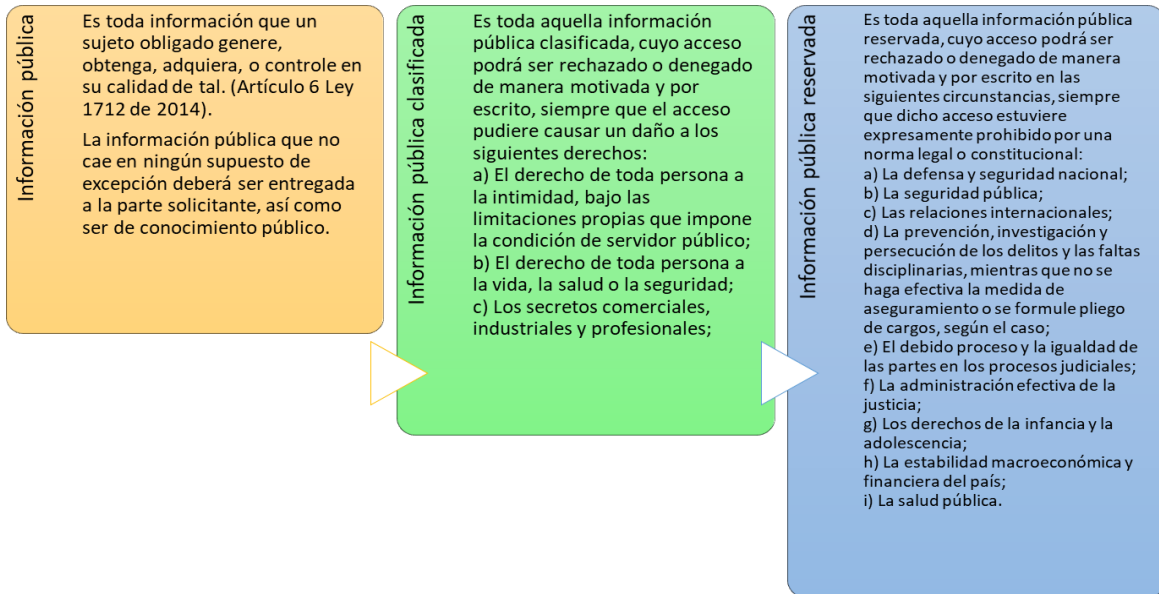 Información pública
Es toda información que un
sujeto obligado genere,
obtenga, adquiera, o controle en
su calidad de tal. (Artículo 6 Ley
1712 de 2014).
La información pública que no
cae en ningún supuesto de
excepción deberá ser entregada
a la parte solicitante, así como
ser de conocimiento público.
Información pública clasificada
Es toda aquella información
pública clasificada, cuyo acceso
podrá ser rechazado o denegado
de manera motivada y por
escrito, siempre que el acceso
pudiere causar un daño a los
siguientes derechos:
a) El derecho de toda persona a
la intimidad, bajo las
limitaciones propias que impone
la condición de servidor público;
b) El derecho de toda persona a
la vida, la salud o la seguridad;
c) Los secretos comerciales,
industriales y profesionales;
Información pública reservada
Es toda aquella información pública
reservada, cuyo acceso podrá ser
rechazado o denegado de manera
motivada y por escrito en las
siguientes circunstancias, siempre
que dicho acceso estuviere
expresamente prohibido por una
norma legal o constitucional:
a) La defensa y seguridad nacional;
b) La seguridad pública;
c) Las relaciones internacionales;
d) La prevención, investigación y
persecución de los delitos y las faltas
disciplinarias, mientras que no se
haga efectiva la medida de
aseguramiento o se formule pliego
de cargos, según el caso;
e) El debido proceso y la igualdad de
las partes en los procesos judiciales;
f) La administración efectiva de la
justicia;
g) Los derechos de la infancia y la
adolescencia;
h) La estabilidad macroeconómica y
financiera del país;
i) La salud pública.